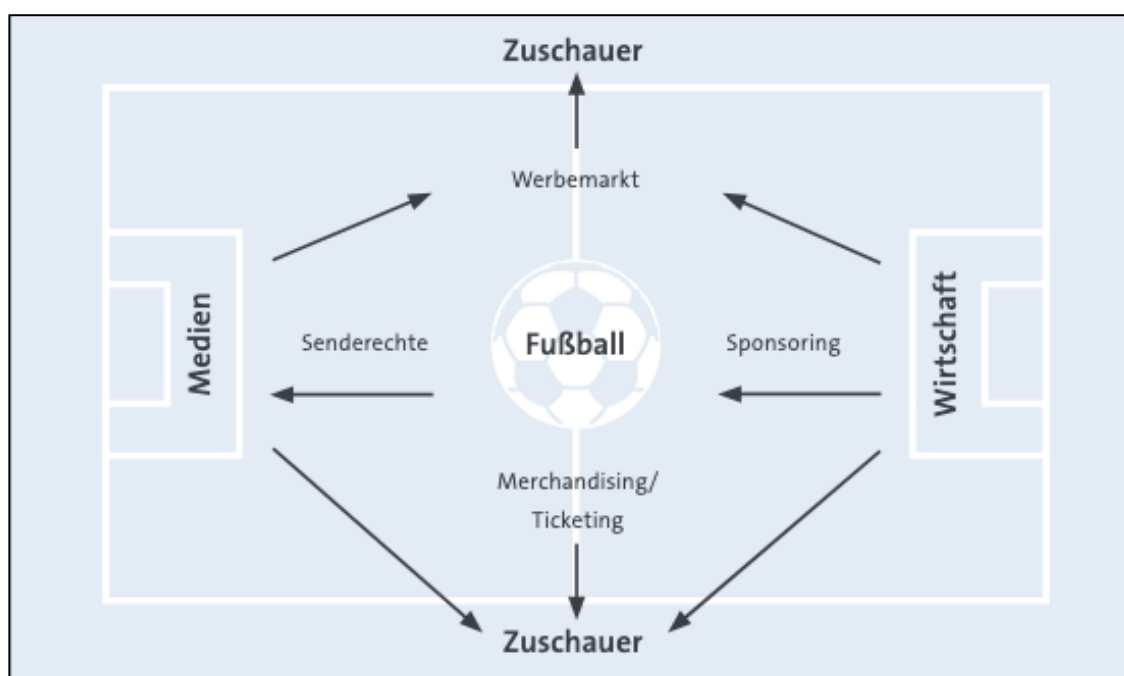 Zuschauer
Werbemarkt
Medien
Senderechte
Fußball
Sponsoring
Wirtschaft
Merchandising/
Ticketing
Zuschauer